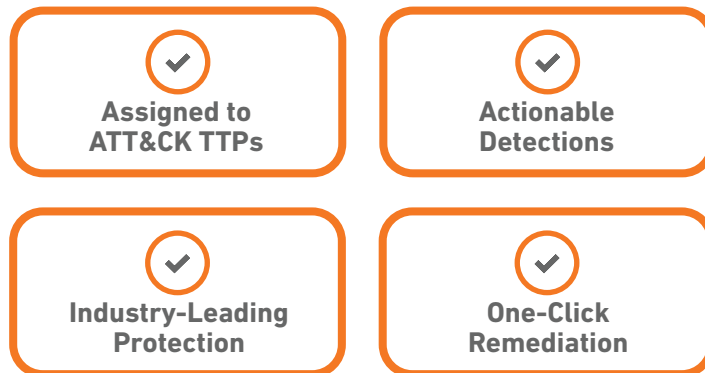 Assigned to
ATT&CK TTPs
Actionable
Detections
Industry-Leading
Protection
One-Click
Remediation